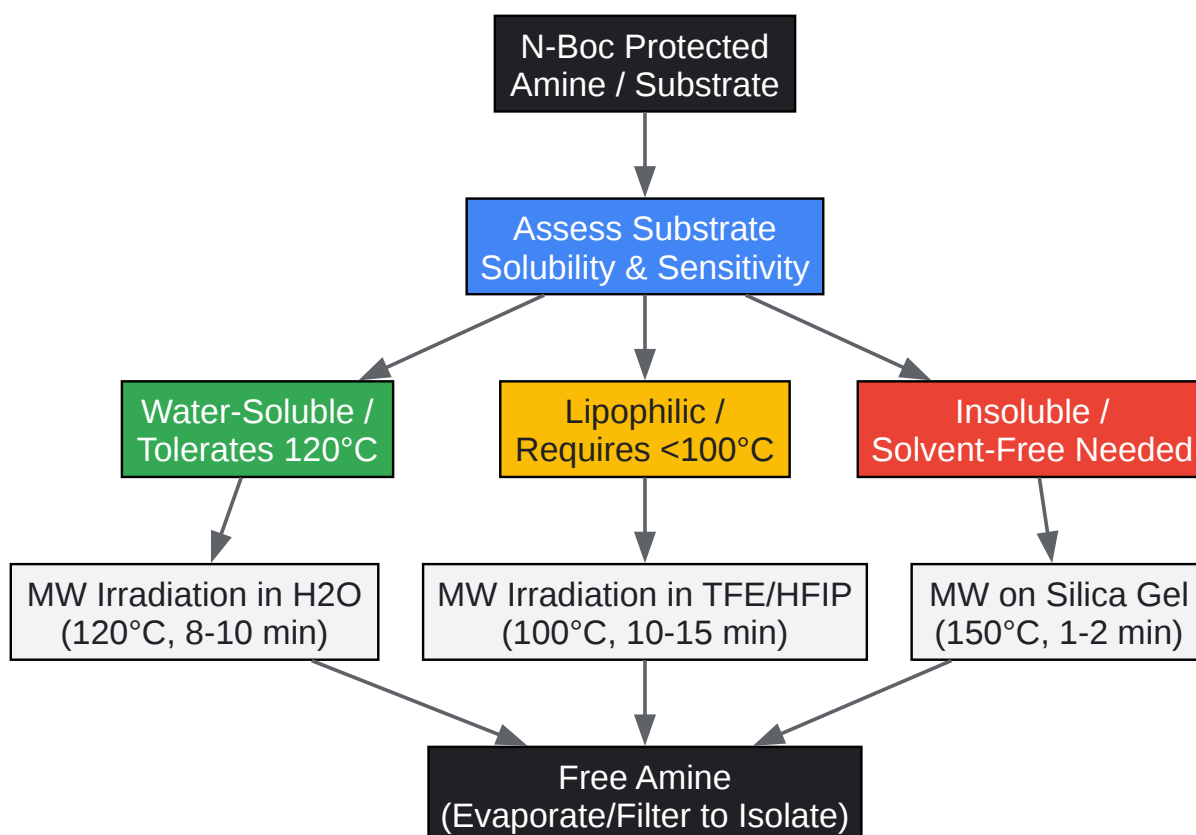 N-Boc Protected
Amine / Substrate
Assess Substrate
Solubility & Sensitivity
Water-Soluble /
Tolerates 120°C
Lipophilic /
Requires <100°C
Insoluble /
Solvent-Free Needed
MW Irradiation in H2O
(120°C, 8-10 min)
MW Irradiation in TFE/HFIP
(100°C, 10-15 min)
MW on Silica Gel
(150°C, 1-2 min)
Free Amine
(Evaporate/Filter to Isolate)